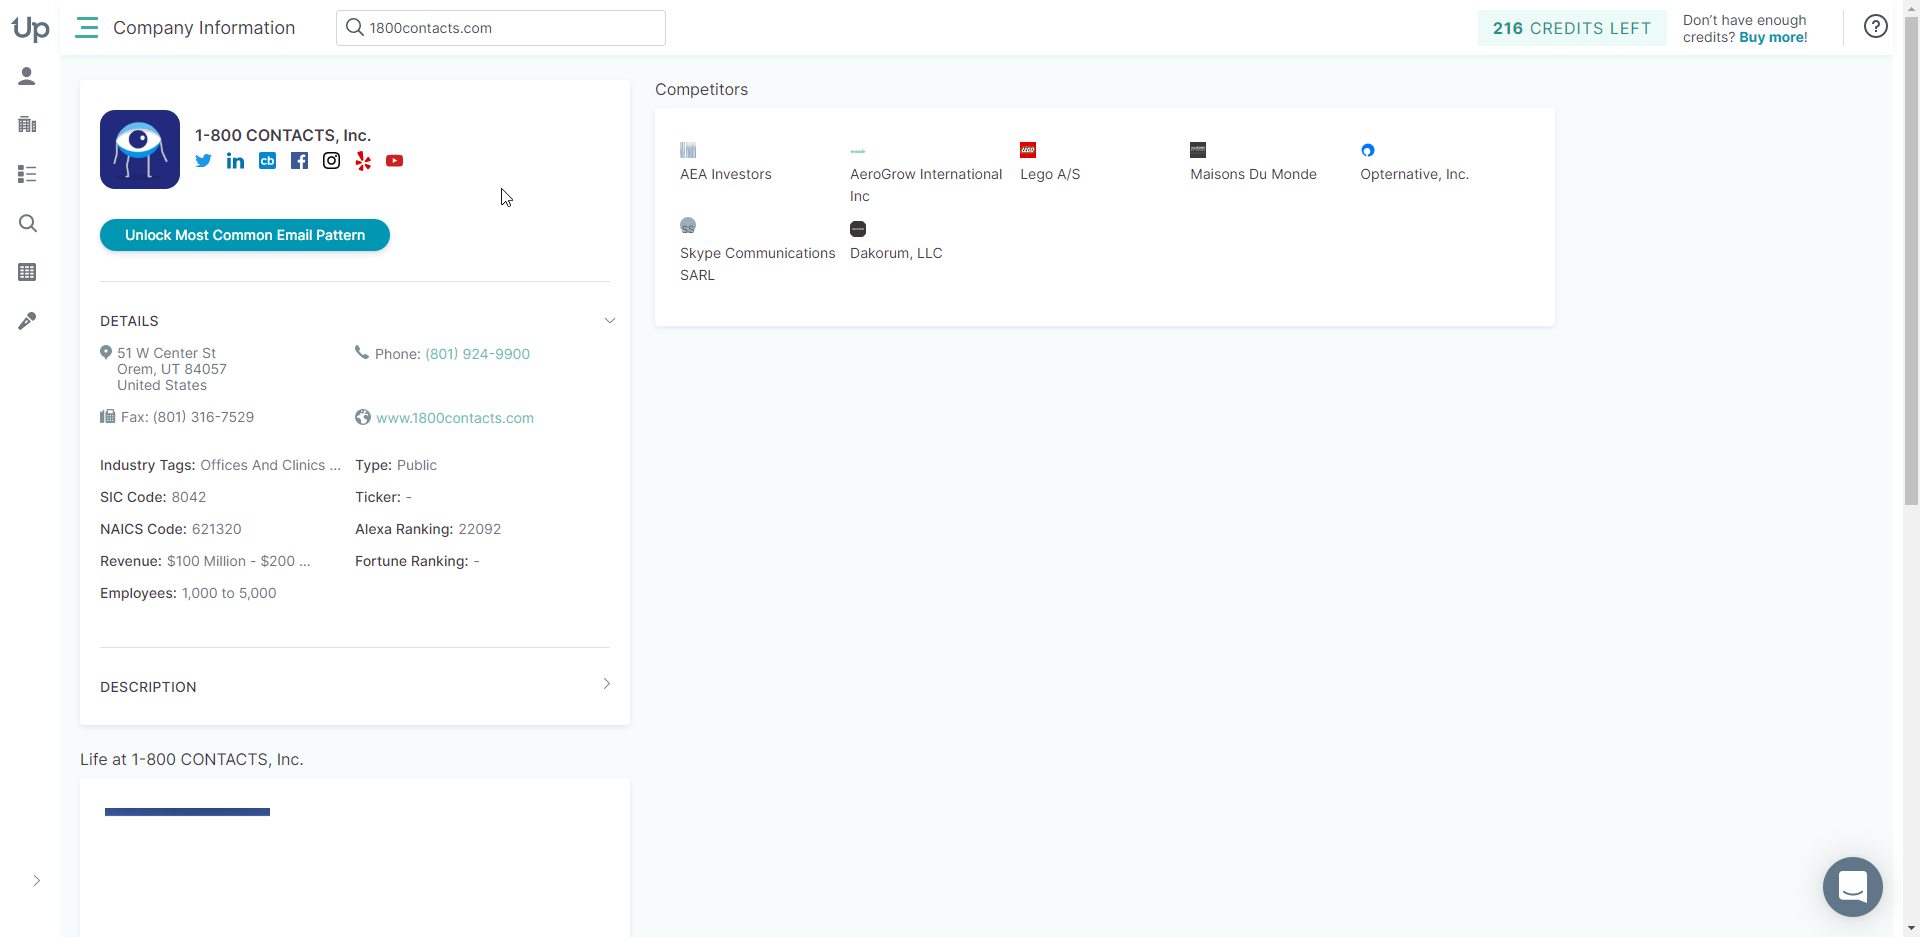 Up
Company Information
1800contacts.com
216 CREDITS LEFT
Don't have enough
credits? Buy more!
1-800 CONTACTS, Inc.
cb
Unlock Most Common Email Pattern
DETAILS
51 W Center St
Orem, UT 84057
United States
Phone: (801) 924-9900
Fax: (801) 316-7529
www.1800contacts.com
Industry Tags: Offices And Clinics ...
Type: Public
SIC Code: 8042
Ticker: -
NAICS Code: 621320
Alexa Ranking: 22092
Revenue: $100 Million - $200 ...
Fortune Ranking: -
Employees: 1,000 to 5,000
DESCRIPTION
Life at 1-800 CONTACTS, Inc.
Competitors
AEA Investors
AeroGrow International
Inc
LEGO
Lego A/S
Maisons Du Monde
Opternative, Inc.
SS
Skype Communications
SARL
Dakorum, LLC